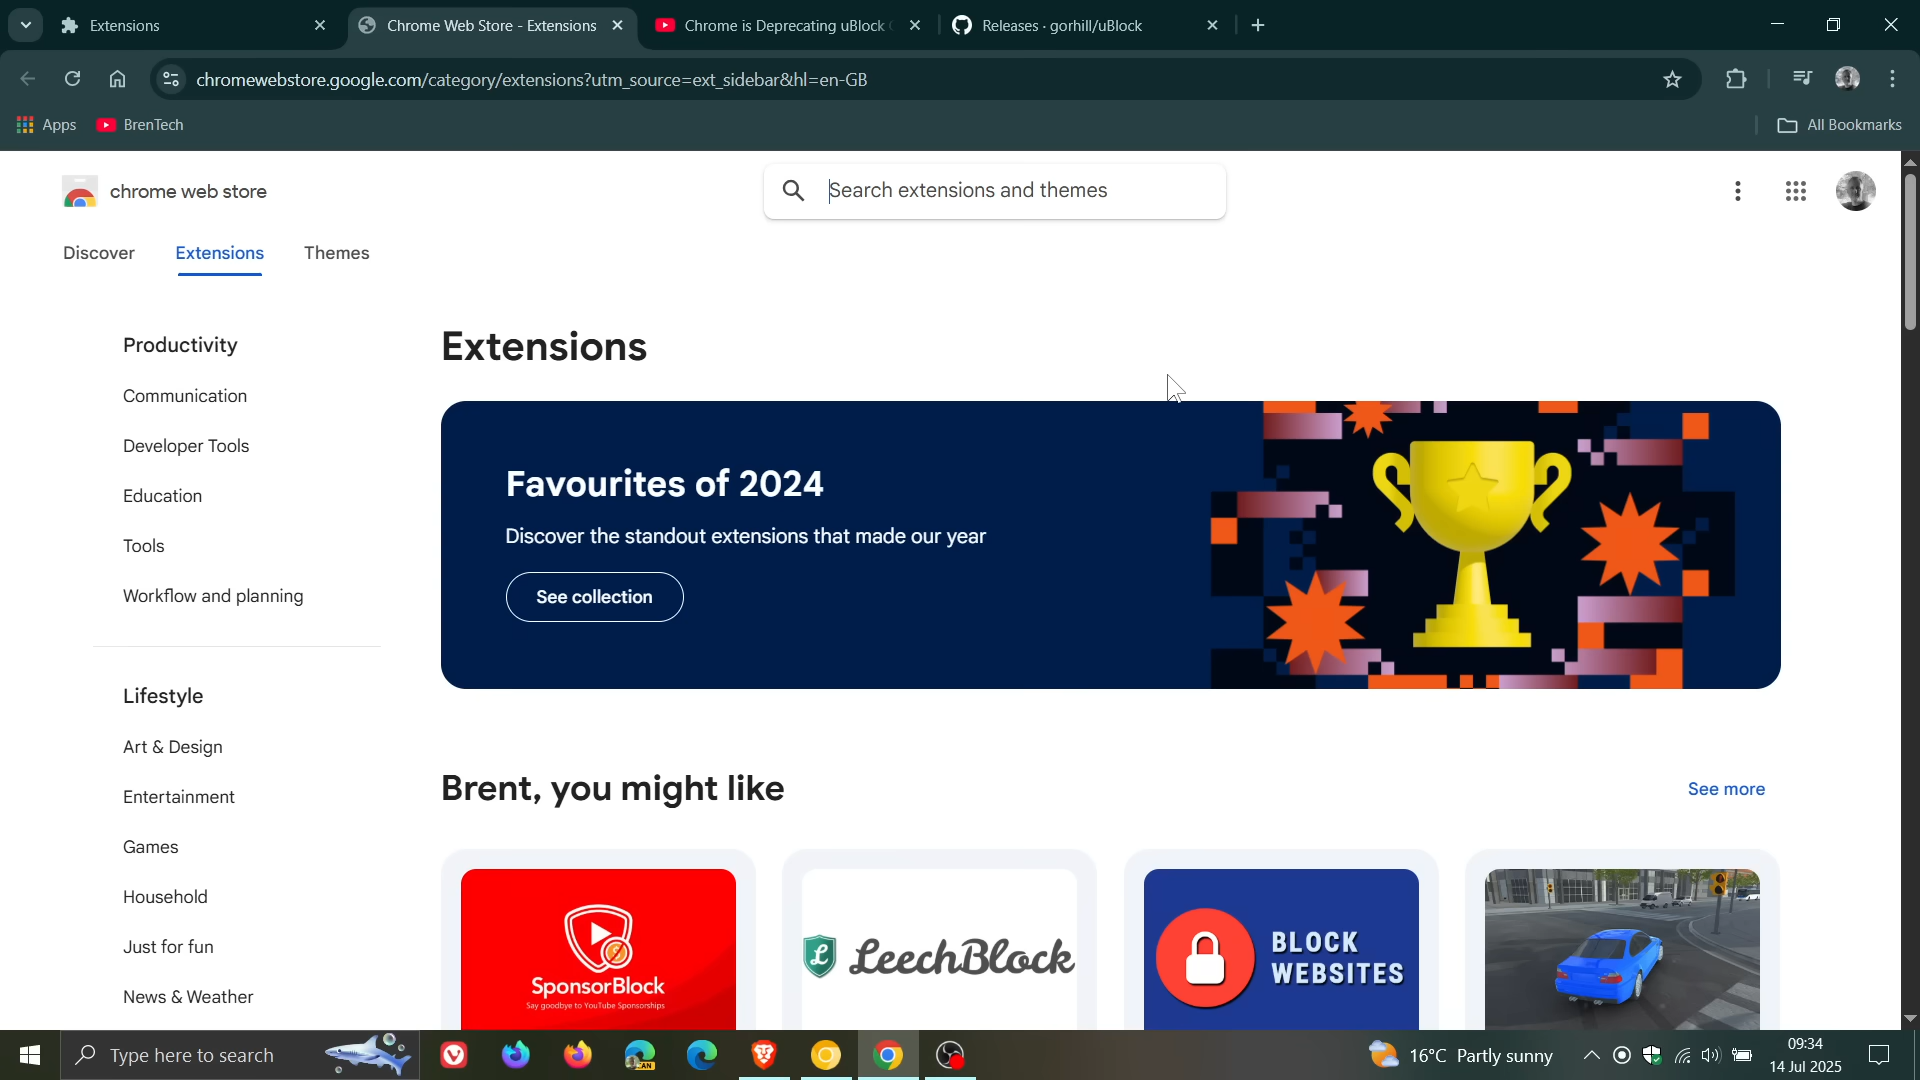 Extensions
Chrome Web Store - Extensions
Chrome is Deprecating uBlock
Releases · gorhill/uBlock
chromewebstore.google.com/category/extensions?utm_source=ext_sidebar&hl=en-GB
Apps
BrenTech
All Bookmarks
chrome web store
Search extensions and themes
Discover
Extensions
Themes
Productivity
Communication
Developer Tools
Education
Tools
Workflow and planning
Lifestyle
Art & Design
Entertainment
Games
Household
Just for fun
News & Weather
Extensions
Favourites of 2024
Discover the standout extensions that made our year
See collection
Brent, you might like
See more
SponsorBlock
Say goodbye to YouTube Sponsorships
LeechBlock
BLOCK
WEBSITES
Type here to search
CAN
16°C Partly sunny
09:34
14 Jul 2025